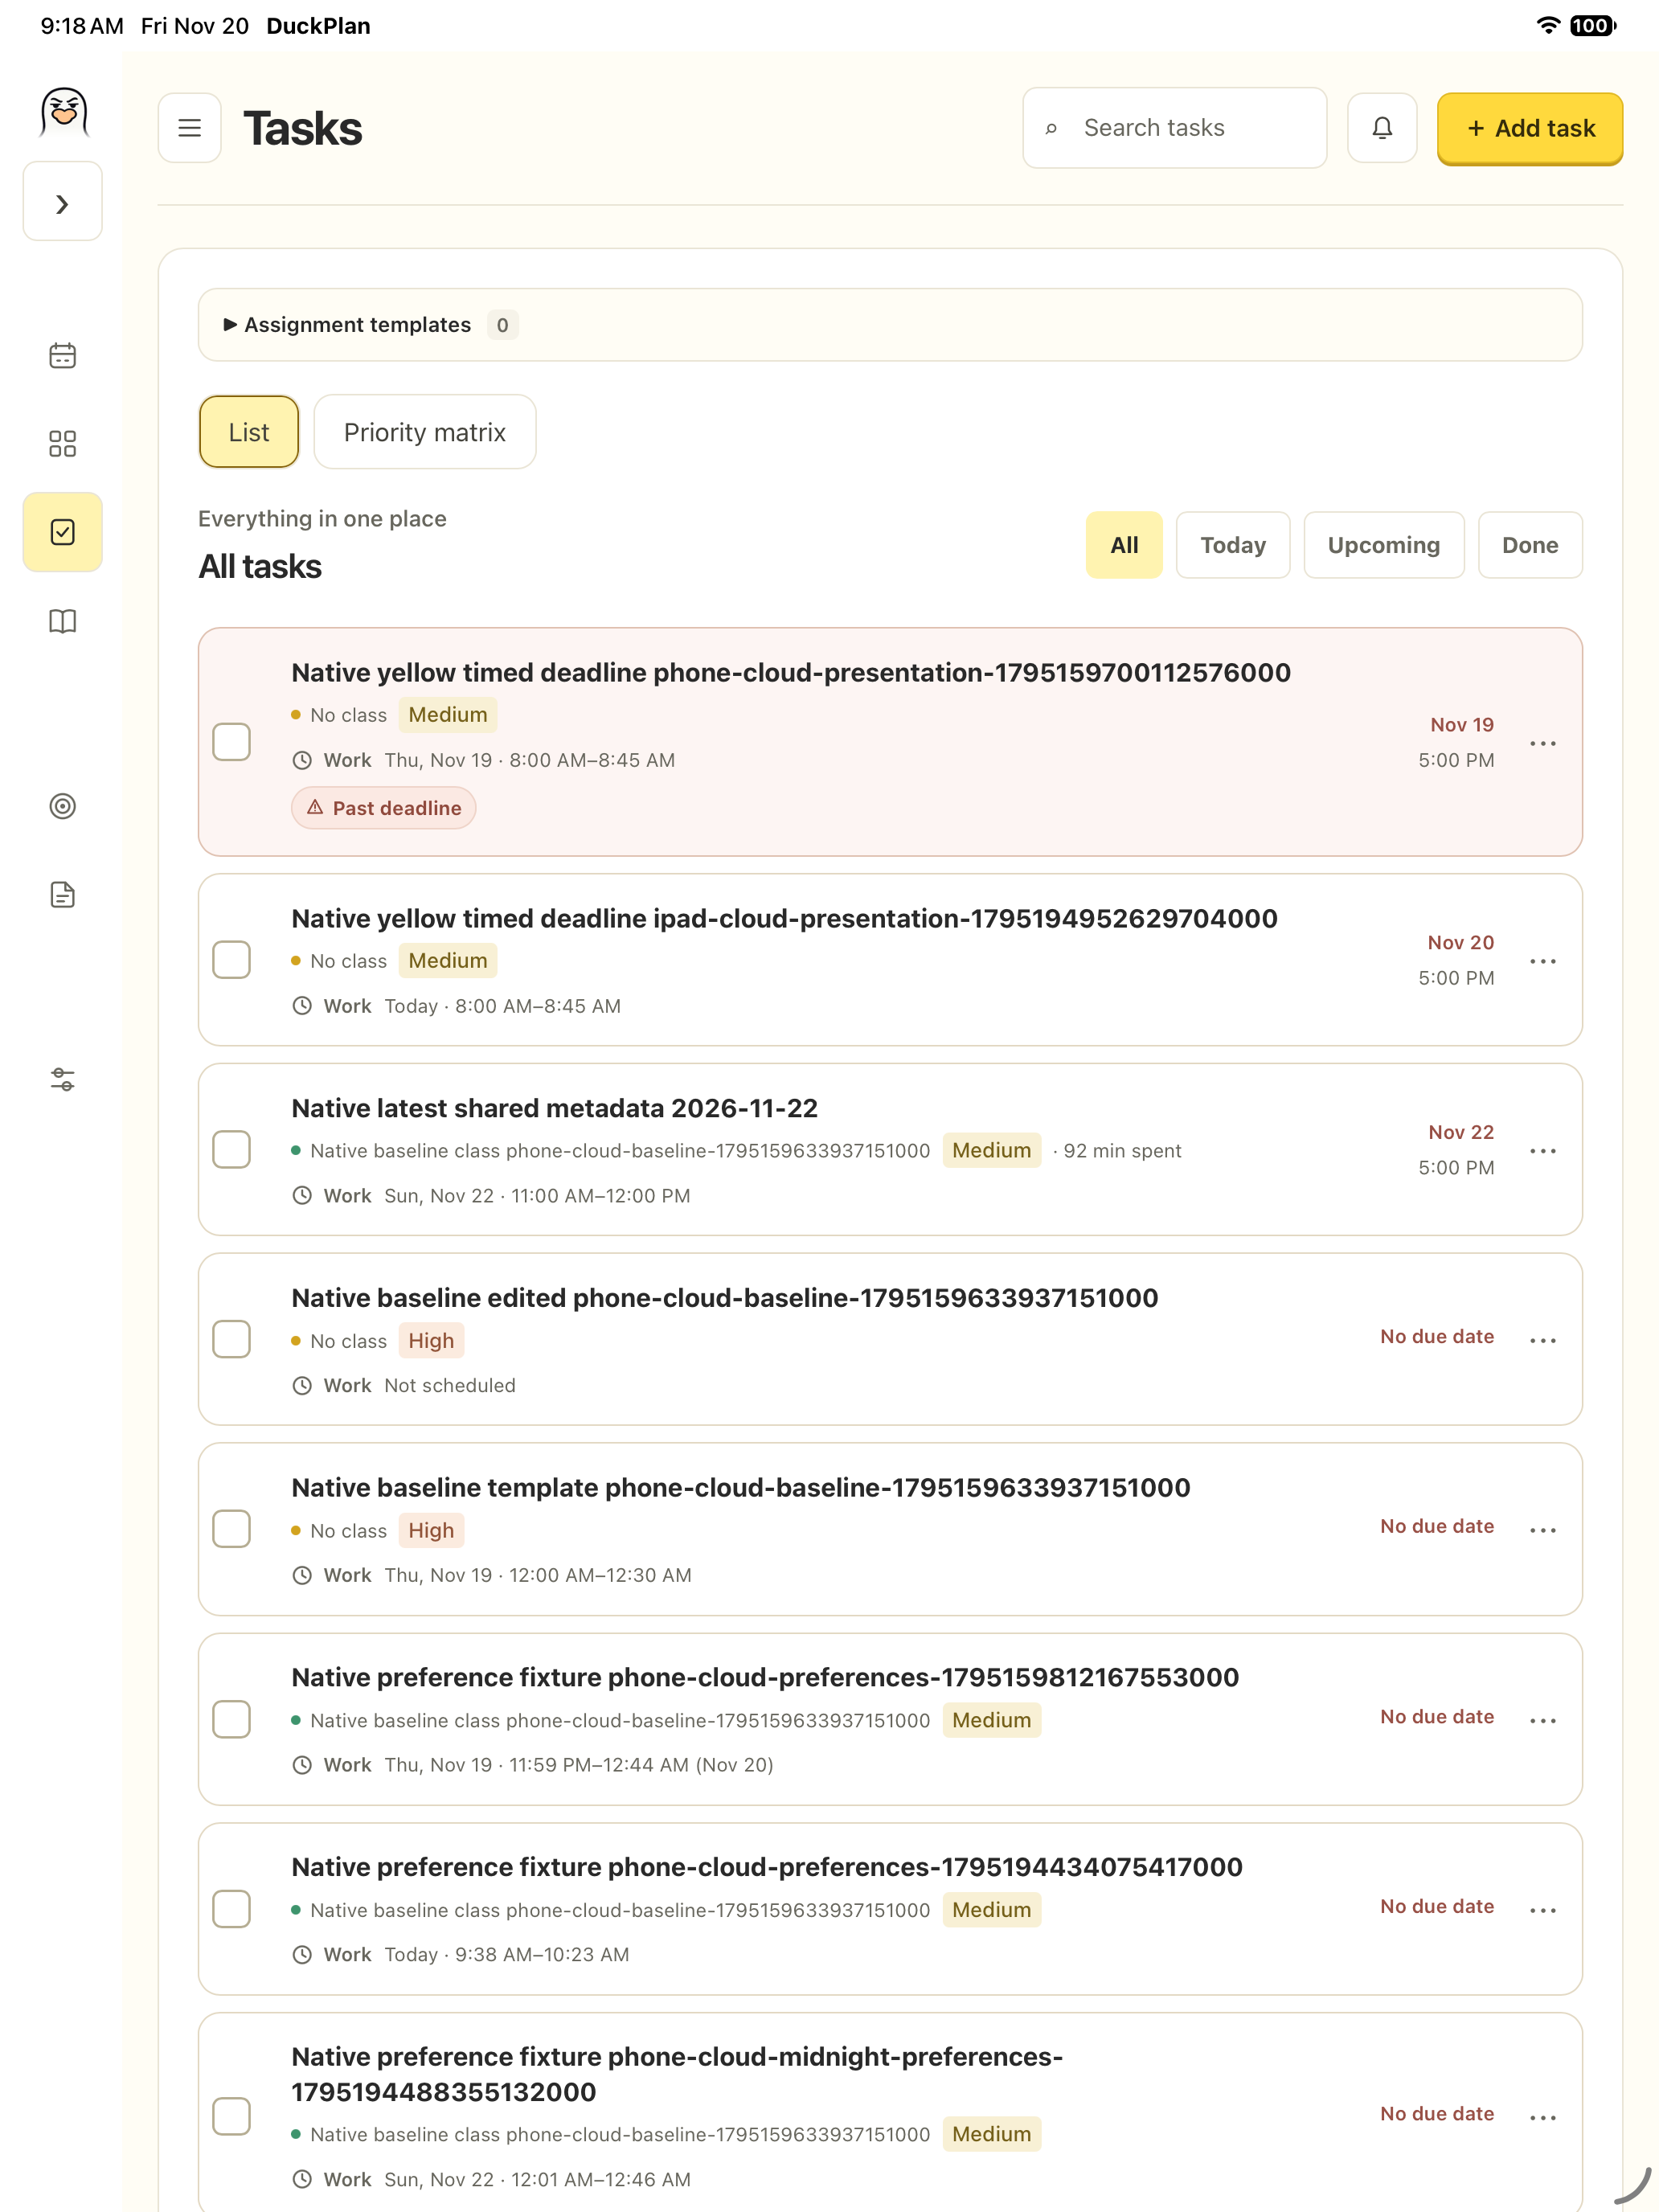 9:18 AM Fri Nov 20 DuckPlan
100
Tasks
Search tasks
+ Add task
Assignment templates 0
List
Priority matrix
Everything in one place
All tasks
All
Today
Upcoming
Done
Native yellow timed deadline phone-cloud-presentation-1795159700112576000
No class Medium
Work Thu, Nov 19 · 8:00 AM–8:45 AM
Past deadline
Nov 19
5:00 PM
Native yellow timed deadline ipad-cloud-presentation-1795194952629704000
No class Medium
Work Today · 8:00 AM–8:45 AM
Nov 20
5:00 PM
Native latest shared metadata 2026-11-22
Native baseline class phone-cloud-baseline-1795159633937151000 Medium · 92 min spent
Work Sun, Nov 22 · 11:00 AM–12:00 PM
Nov 22
5:00 PM
Native baseline edited phone-cloud-baseline-1795159633937151000
No class High
Work Not scheduled
No due date
Native baseline template phone-cloud-baseline-1795159633937151000
No class High
Work Thu, Nov 19 · 12:00 AM–12:30 AM
No due date
Native preference fixture phone-cloud-preferences-1795159812167553000
Native baseline class phone-cloud-baseline-1795159633937151000 Medium
Work Thu, Nov 19 · 11:59 PM–12:44 AM (Nov 20)
No due date
Native preference fixture phone-cloud-preferences-1795194434075417000
Native baseline class phone-cloud-baseline-1795159633937151000 Medium
Work Today · 9:38 AM–10:23 AM
No due date
Native preference fixture phone-cloud-midnight-preferences-
1795194488355132000
Native baseline class phone-cloud-baseline-1795159633937151000 Medium
Work Sun, Nov 22 · 12:01 AM–12:46 AM
No due date